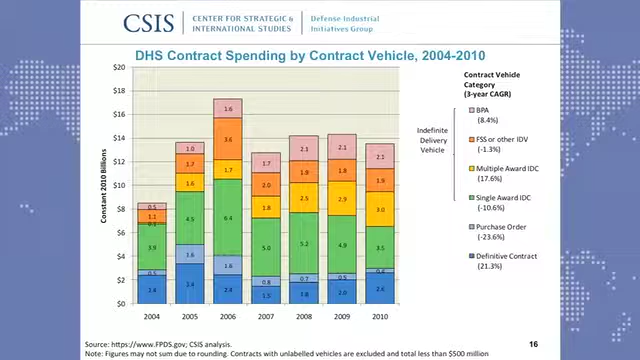 CSIS
CENTER FOR STRATEGIC &
INTERNATIONAL STUDIES
Defense Industrial
Initiatives Group
DHS Contract Spending by Contract Vehicle, 2004-2010
Constant 2010 Billions
$20
$18
$16
$14
$12
$10
$8
$6
$4
$2
$0
0.5
1.1
3.9
0.5
2.4
1.0
1.7
1.6
4.5
1.6
3.4
1.6
3.6
1.7
6.4
1.6
2.4
1.7
2.0
1.8
5.0
0.8
1.5
2.1
1.8
2.5
5.2
0.7
1.8
2.1
1.8
2.9
4.9
0.5
2.0
2.1
1.9
3.0
3.5
0.4
2.6
2004 2005 2006 2007 2008 2009 2010
Contract Vehicle
Category
(3-year CAGR)
Indefinite
Delivery
Vehicle
BPA
(8.4%)
FSS or other IDV
(-1.3%)
Multiple Award IDC
(17.6%)
Single Award IDC
(-10.6%)
Purchase Order
(-23.6%)
Definitive Contract
(21.3%)
Source: https://www.FPDS.gov; CSIS analysis.
16
Note: Figures may not sum due to rounding. Contracts with unlabelled vehicles are excluded and total less than $500 million